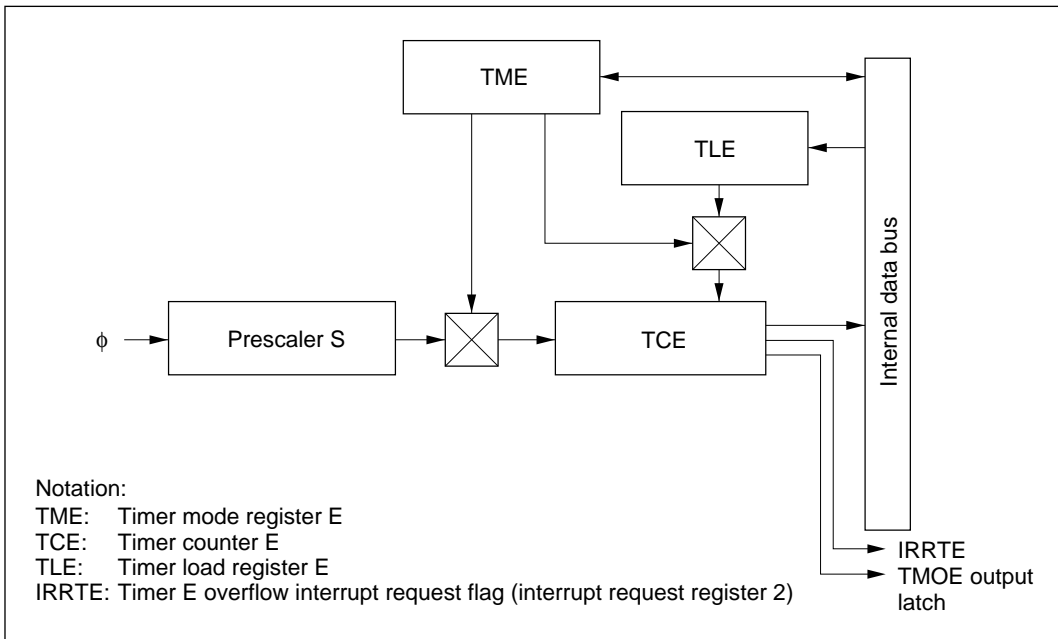 TME
TLE
Internal data bus
ϕ
Prescaler S
TCE
Notation:
TME: Timer mode register E
TCE: Timer counter E
TLE: Timer load register E
IRRTE: Timer E overflow interrupt request flag (interrupt request register 2)
IRRTE
TMOE output
latch